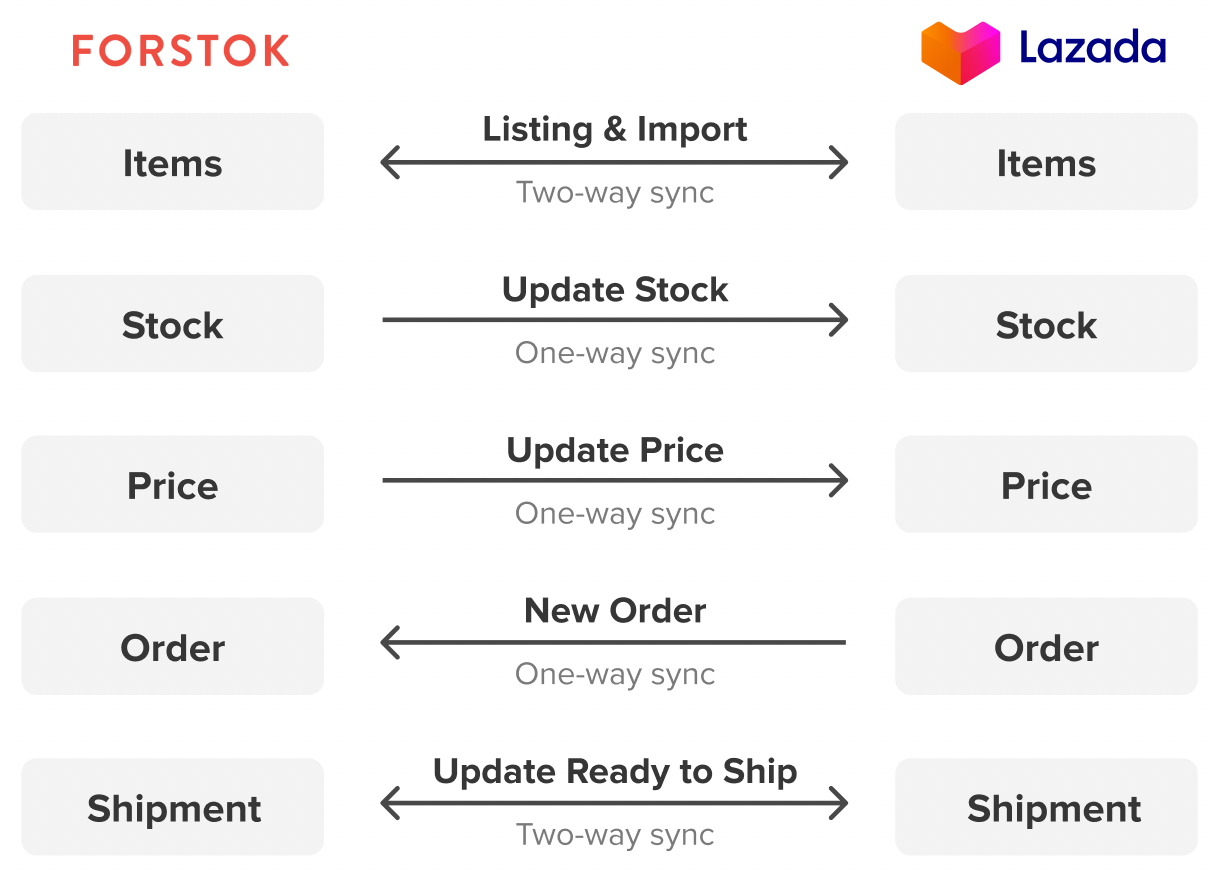 FORSTOK
Lazada
Listing & Import
Items
Items
Two-way sync
Update Stock
Stock
Stock
One-way sync
Update Price
Price
Price
One-way sync
New Order
Order
Order
One-way sync
Update Ready to Ship
Shipment
Shipment
Two-way sync